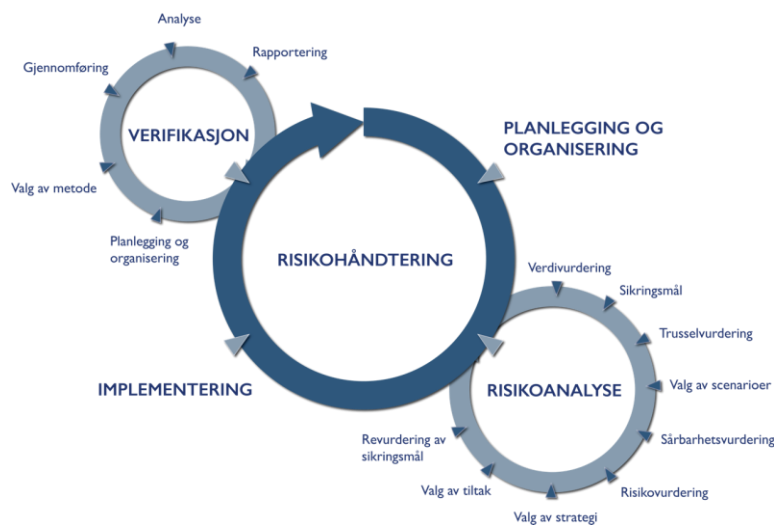 Analyse
Rapportering
Gjennomføring
VERIFIKASJON
Valg av metode
Planlegging og
organisering
PLANLEGGING OG
ORGANISERING
RISIKOHÅNDTERING
IMPLEMENTERING
Verdivurdering
Sikringsmål
Trusselvurdering
Valg av scenarioer
RISIKOANALYSE
Sårbarhetsvurdering
Risikovurdering
Valg av strategi
Valg av tiltak
Revurdering av
sikringsmål